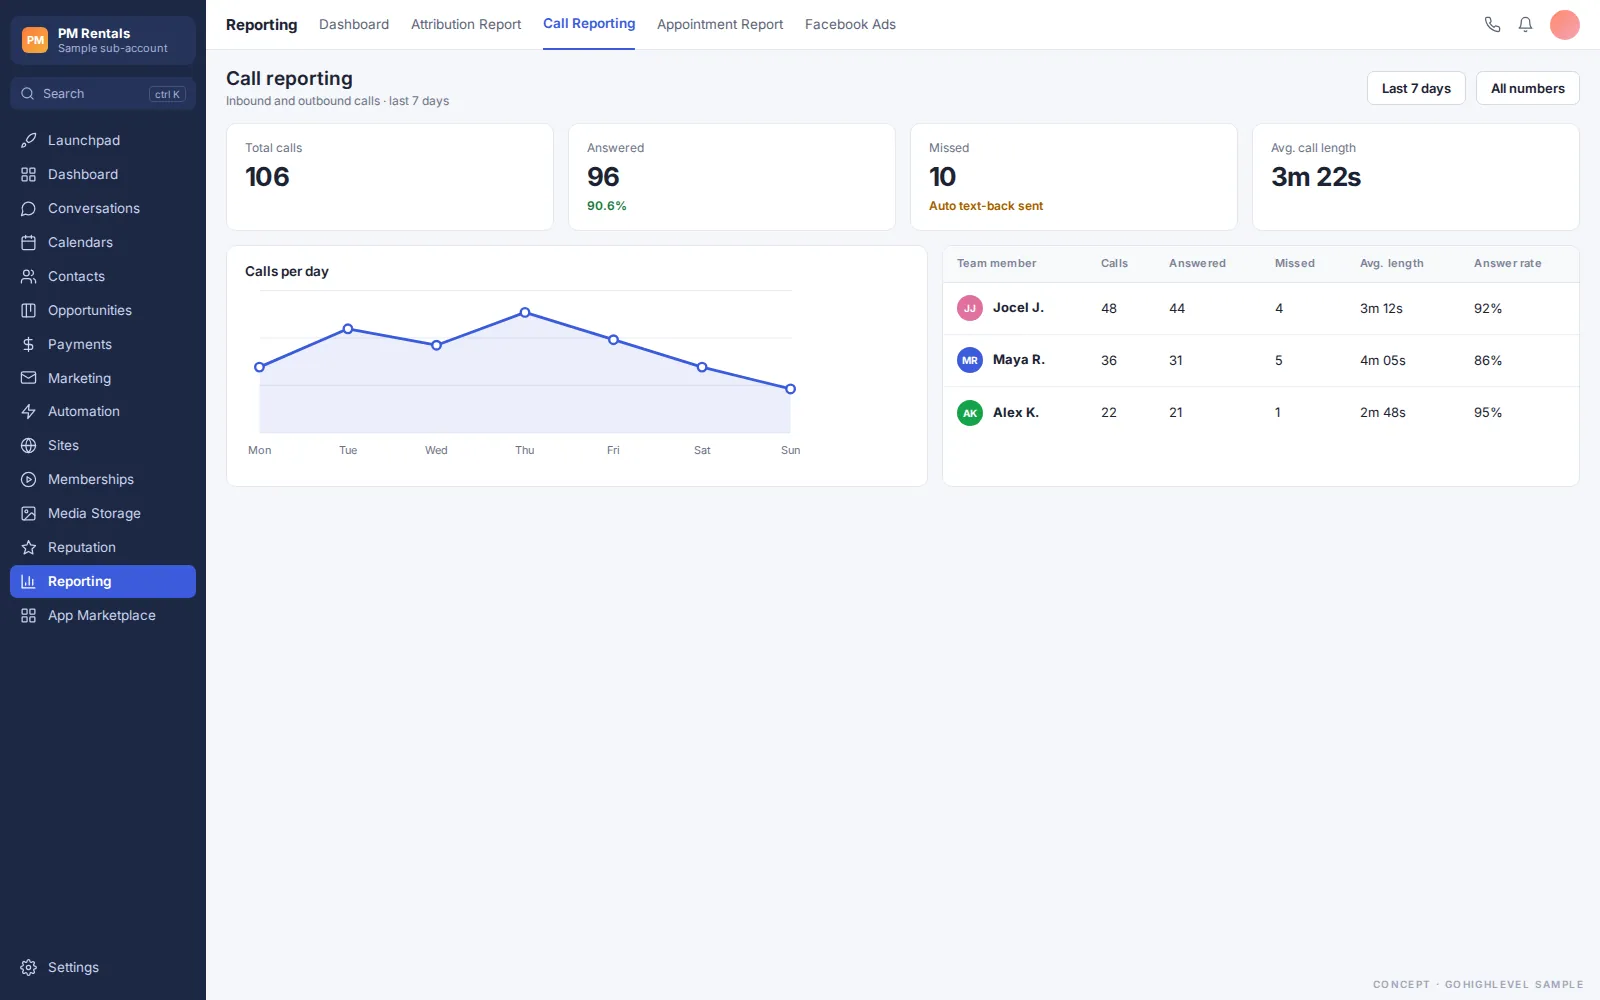 PM
PM Rentals
Sample sub-account
Search
ctrl K
Launchpad
Dashboard
Conversations
Calendars
Contacts
Opportunities
Payments
Marketing
Automation
Sites
Memberships
Media Storage
Reputation
Reporting
App Marketplace
Settings
Reporting Dashboard Attribution Report Call Reporting Appointment Report Facebook Ads
Call reporting
Inbound and outbound calls · last 7 days
Last 7 days
All numbers
Total calls
106
Answered
96
90.6%
Missed
10
Auto text-back sent
Avg. call length
3m 22s
Calls per day
Mon Tue Wed Thu Fri Sat Sun
Team member Calls Answered Missed Avg. length Answer rate
JJ Jocel J. 48 44 4 3m 12s 92%
MR Maya R. 36 31 5 4m 05s 86%
AK Alex K. 22 21 1 2m 48s 95%
CONCEPT · GOHIGHLEVEL SAMPLE